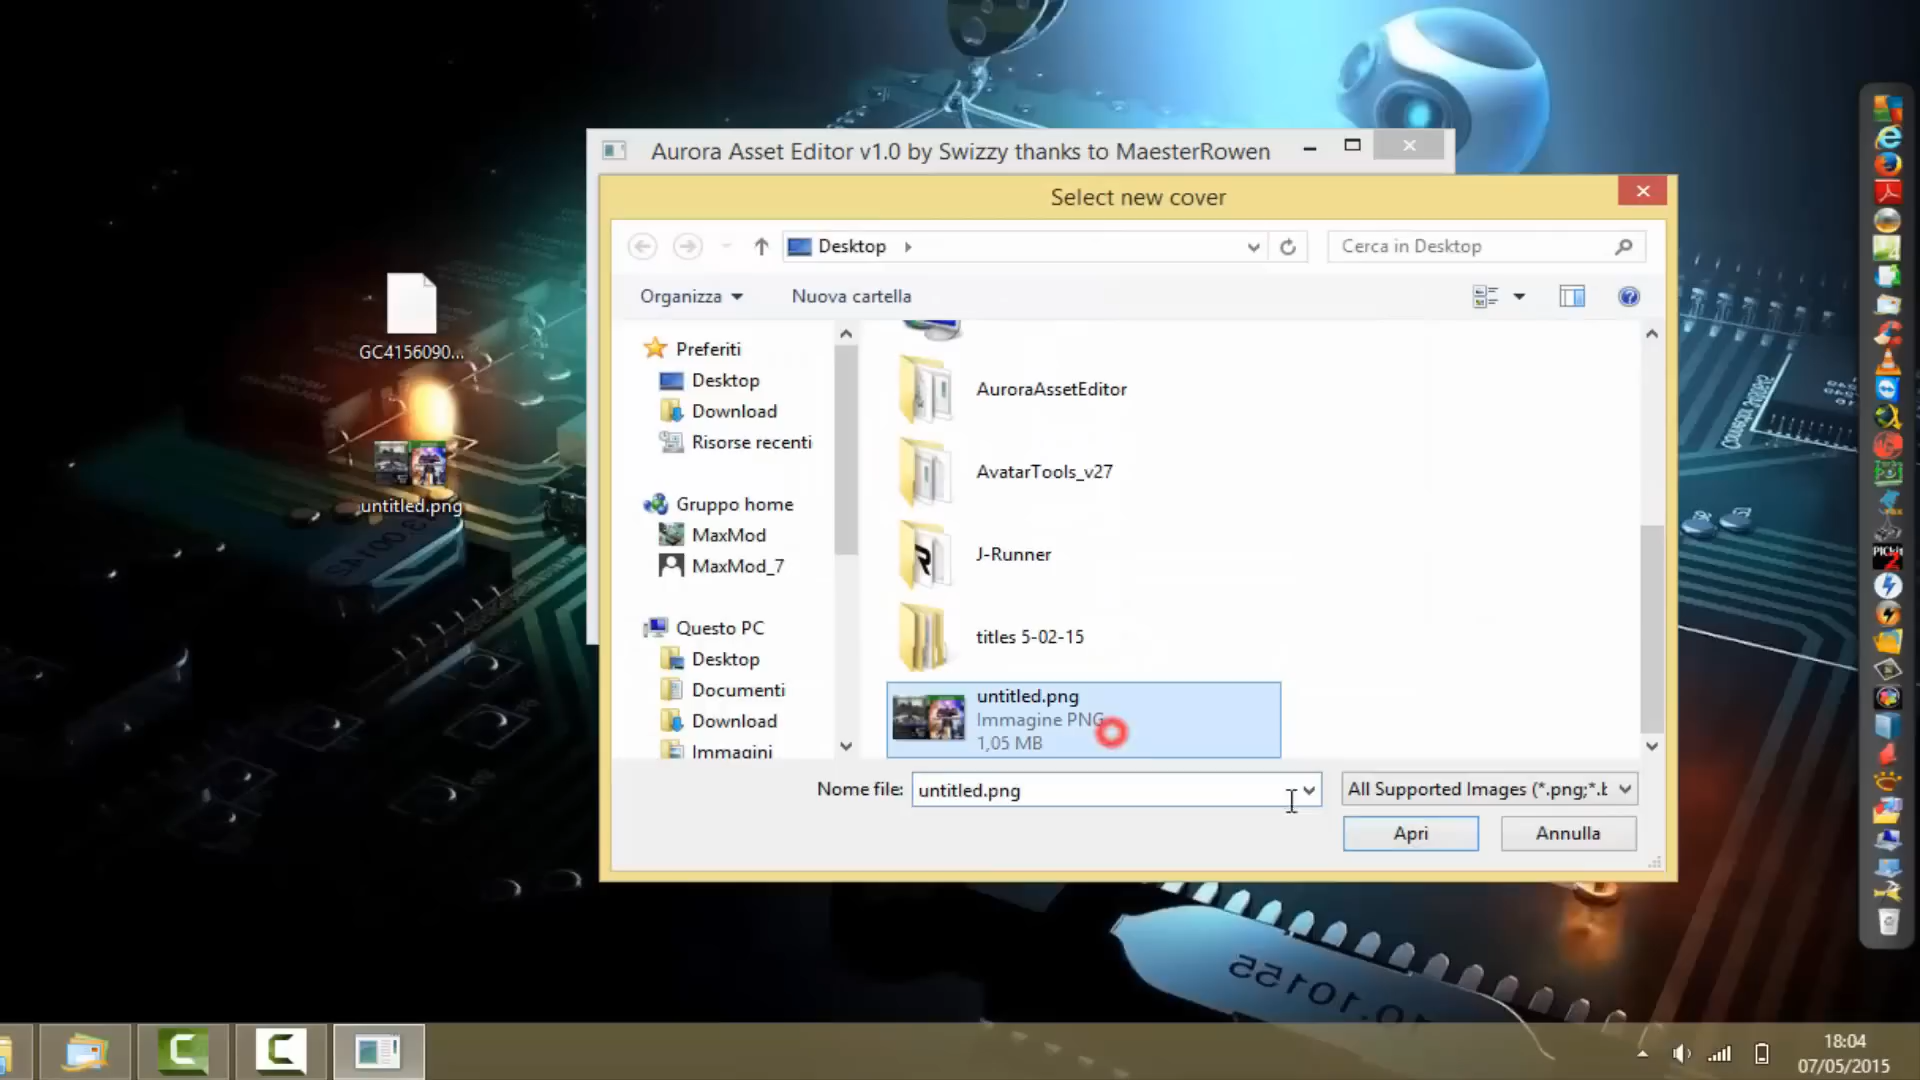 Aurora Asset Editor v1.0 by Swizzy thanks to MaesterRowen
Select new cover
Desktop
Cerca in Desktop
Organizza
Nuova cartella
Preferiti
Desktop
Download
Risorse recenti
Gruppo home
MaxMod
MaxMod_7
Questo PC
Desktop
Documenti
Download
Immagini
AuroraAssetEditor
AvatarTools_v27
J-Runner
titles 5-02-15
untitled.png
Immagine PNG
1,05 MB
Nome file:
untitled.png
All Supported Images (*.png;*.b
Apri
Annulla
GC4156090...
untitled.png
18:04
07/05/2015